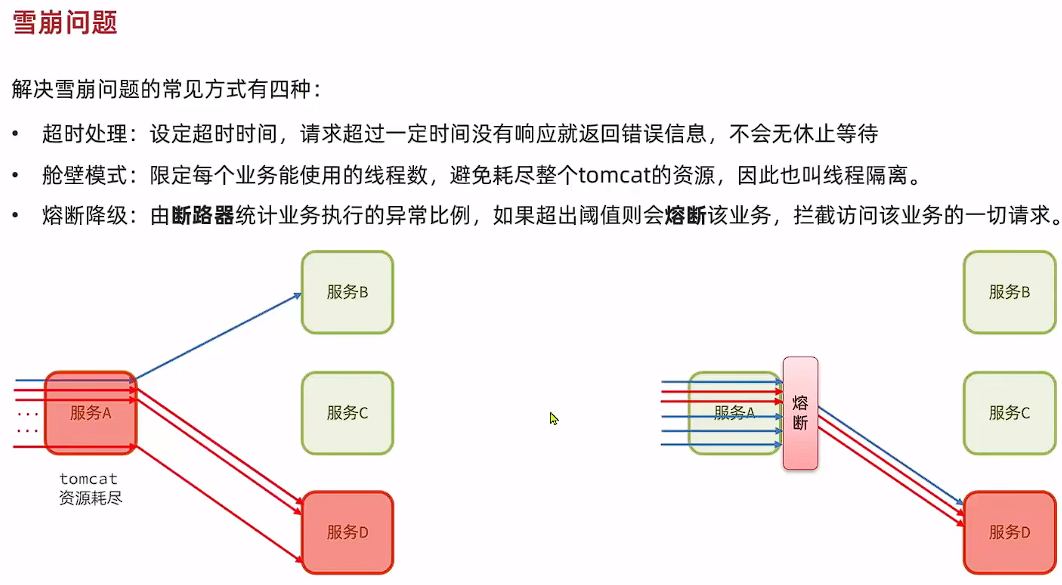 雪崩问题
解决雪崩问题的常见方式有四种：
• 超时处理：设定超时时间，请求超过一定时间没有响应就返回错误信息，不会无休止等待
• 舱壁模式：限定每个业务能使用的线程数，避免耗尽整个tomcat的资源，因此也叫线程隔离。
• 熔断降级：由断路器统计业务执行的异常比例，如果超出阈值则会熔断该业务，拦截访问该业务的一切请求。
服务B
服务A
...
...
服务C
tomcat
资源耗尽
服务D
服务B
服务A
熔
断
服务C
服务D